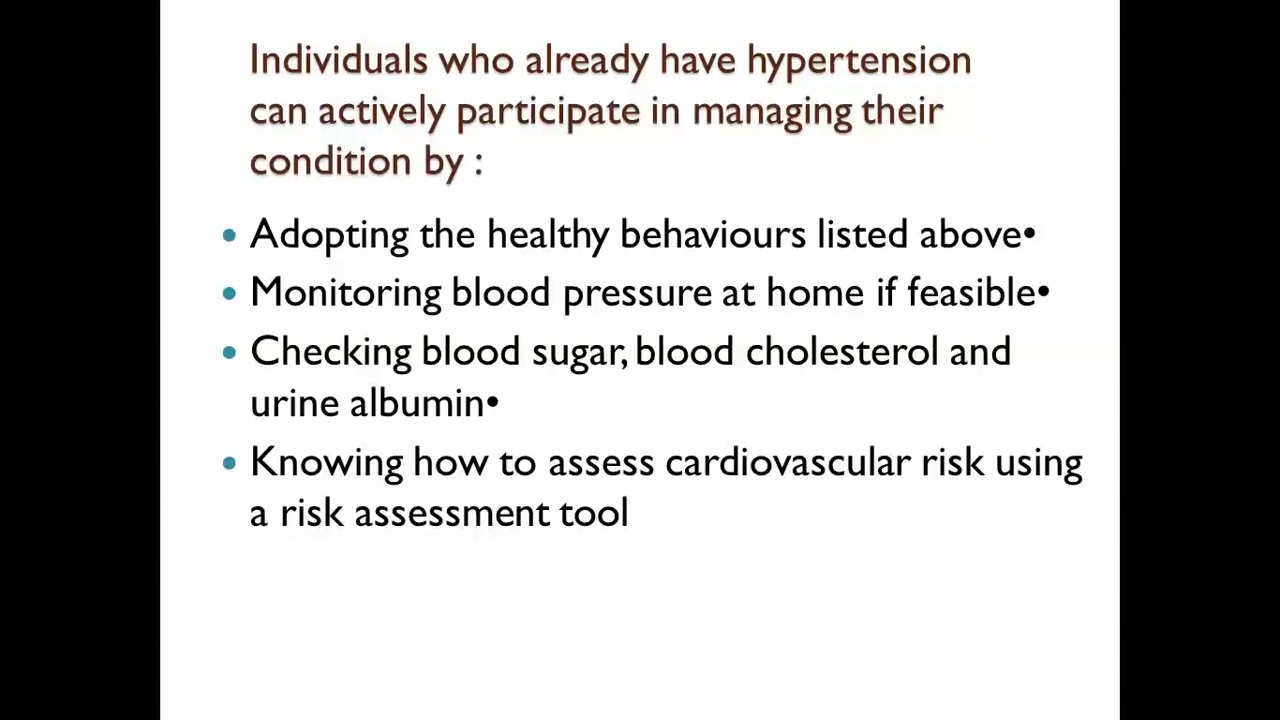 Individuals who already have hypertension
can actively participate in managing their
condition by :
• Adopting the healthy behaviours listed above•
• Monitoring blood pressure at home if feasible•
• Checking blood sugar, blood cholesterol and
urine albumin•
• Knowing how to assess cardiovascular risk using
a risk assessment tool